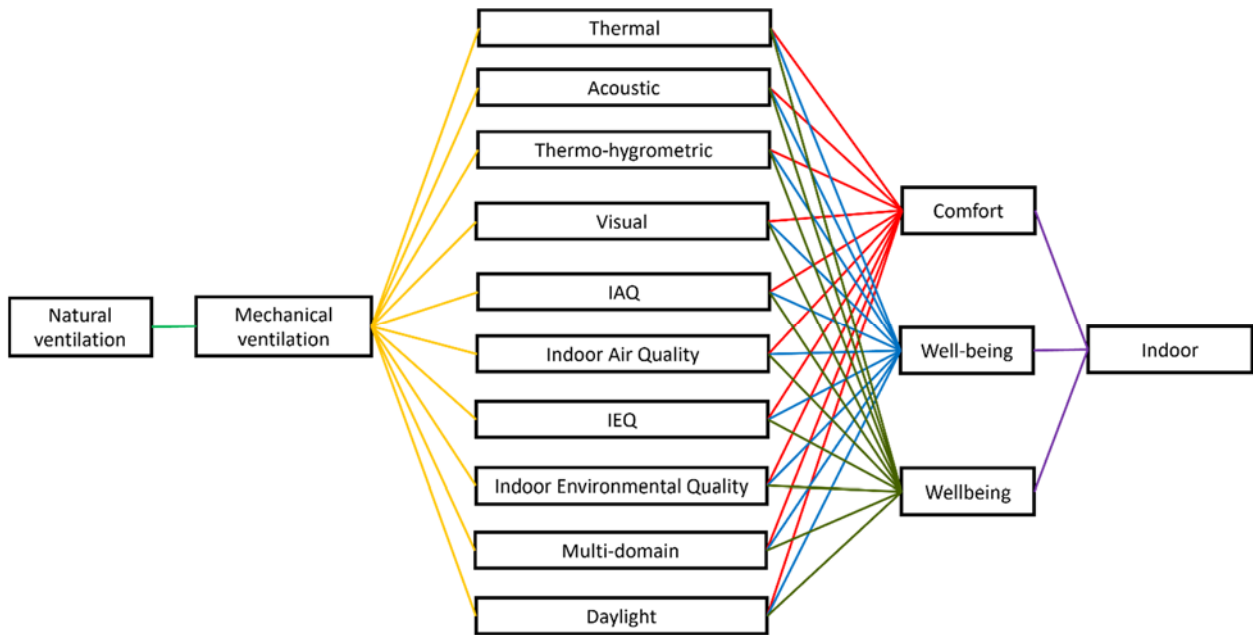 Natural
ventilation
Mechanical
ventilation
Thermal
Acoustic
Thermo-hygrometric
Visual
IAQ
Indoor Air Quality
IEQ
Indoor Environmental Quality
Multi-domain
Daylight
Comfort
Well-being
Wellbeing
Indoor